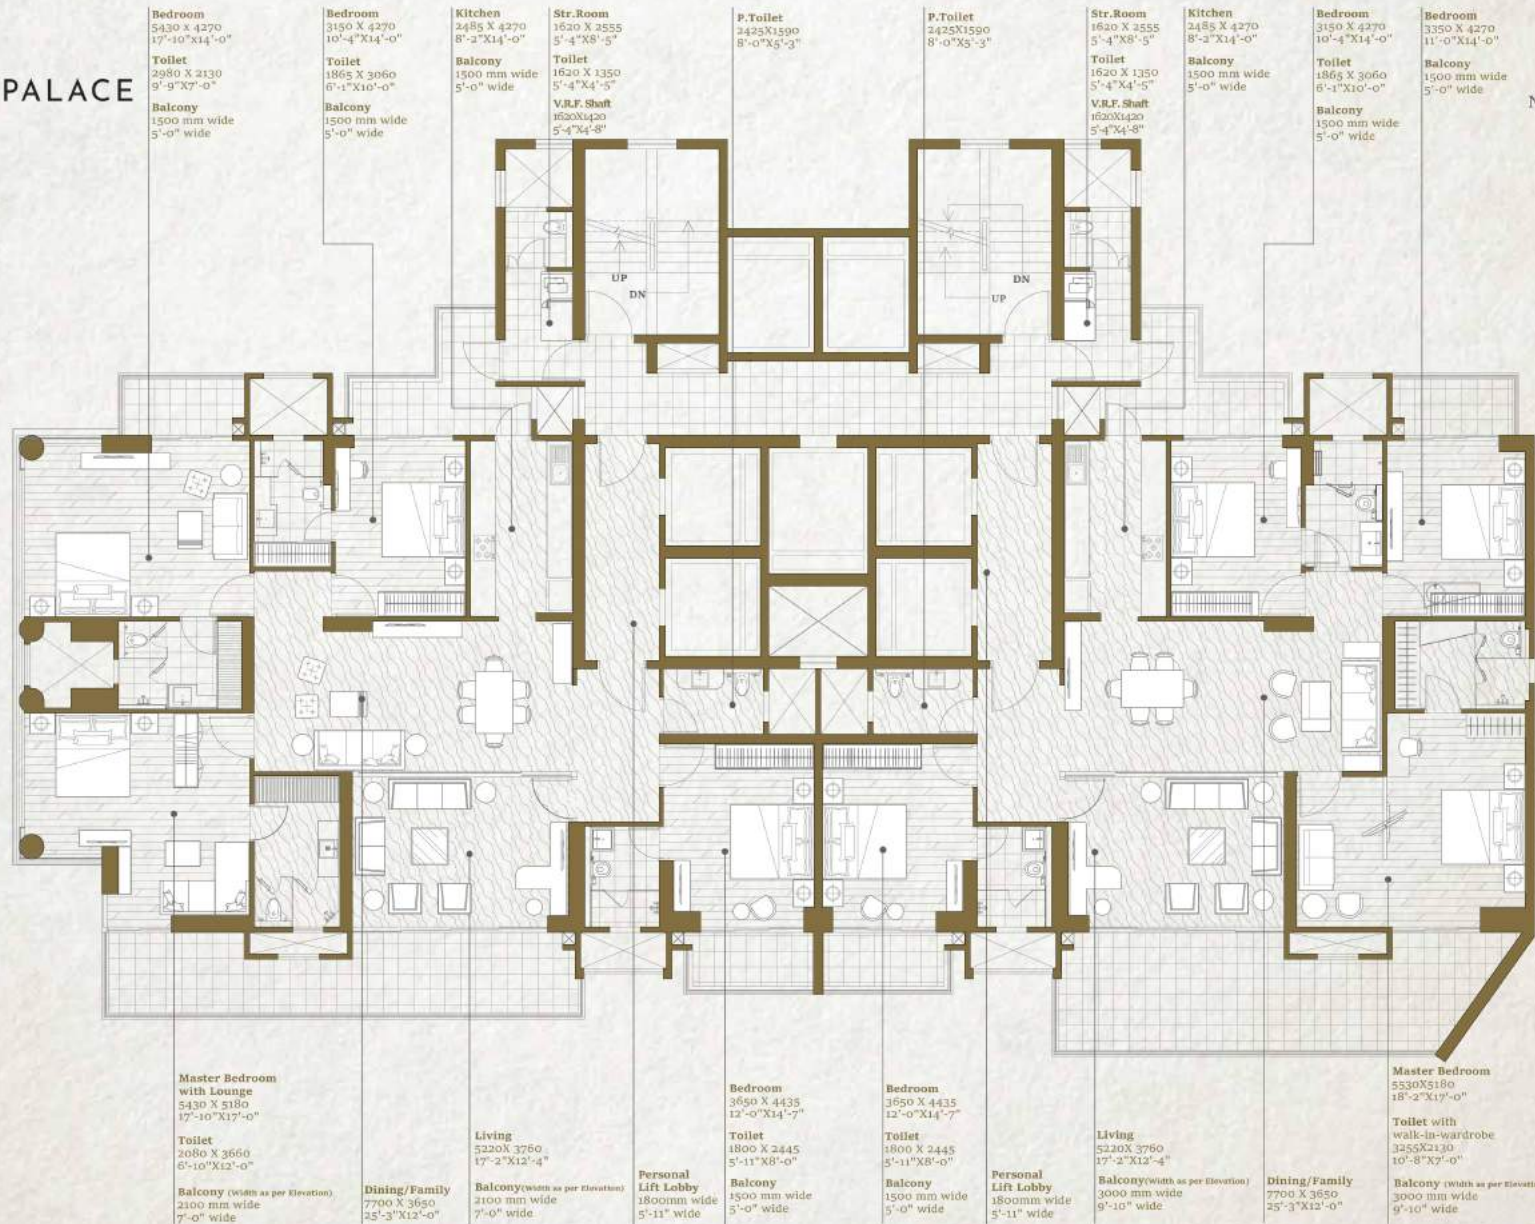 PALACE
Bedroom
5430 x 4270
17'-10"x14'-0"
Toilet
2980 X 2130
9'-9"X7'-0"
Balcony
1500 mm wide
5'-0" wide
Bedroom
3150 X 4270
10'-4"X14'-0"
Toilet
1865 X 3060
6'-1"X10'-0"
Balcony
1500 mm wide
5'-0" wide
Kitchen
2485 X 4270
8'-2"X14'-0"
Balcony
1500 mm wide
5'-0" wide
Str.Room
1620 X 2555
5'-4"X8'-5"
Toilet
1620 X 1350
5'-4"X4'-5"
V.R.F. Shaft
1620X1420
5'-4"X4'-8"
P.Toilet
2425X1590
8'-0"X5'-3"
P.Toilet
2425X1590
8'-0"X5'-3"
Str.Room
1620 X 2555
5'-4"X8'-5"
Toilet
1620 X 1350
5'-4"X4'-5"
V.R.F. Shaft
1620X1420
5'-4"X4'-8"
Kitchen
2485 X 4270
8'-2"X14'-0"
Balcony
1500 mm wide
5'-0" wide
Bedroom
3150 X 4270
10'-4"X14'-0"
Toilet
1865 X 3060
6'-1"X10'-0"
Balcony
1500 mm wide
5'-0" wide
Bedroom
3350 X 4270
11'-0"X14'-0"
Balcony
1500 mm wide
5'-0" wide
N
UP
DN
DN
UP
Master Bedroom
with Lounge
5430 X 5180
17'-10"X17'-0"
Toilet
2080 X 3660
6'-10"X12'-0"
Balcony (Width as per Elevation)
2100 mm wide
7'-0" wide
Dining/Family
7700 X 3650
25'-3"X12'-0"
Living
5220X 3760
17'-2"X12'-4"
Balcony(Width as per Elevation)
2100 mm wide
7'-0" wide
Personal
Lift Lobby
1800mm wide
5'-11" wide
Bedroom
3650 X 4435
12'-0"X14'-7"
Toilet
1800 X 2445
5'-11"X8'-0"
Balcony
1500 mm wide
5'-0" wide
Bedroom
3650 X 4435
12'-0"X14'-7"
Toilet
1800 X 2445
5'-11"X8'-0"
Balcony
1500 mm wide
5'-0" wide
Personal
Lift Lobby
1800mm wide
5'-11" wide
Living
5220X 3760
17'-2"X12'-4"
Balcony(Width as per Elevation)
3000 mm wide
9'-10" wide
Dining/Family
7700 X 3650
25'-3"X12'-0"
Master Bedroom
5530X5180
18'-2"X17'-0"
Toilet with
walk-in-wardrobe
3255X2130
10'-8"X7'-0"
Balcony (Width as per Elevatio
3000 mm wide
9'-10" wide